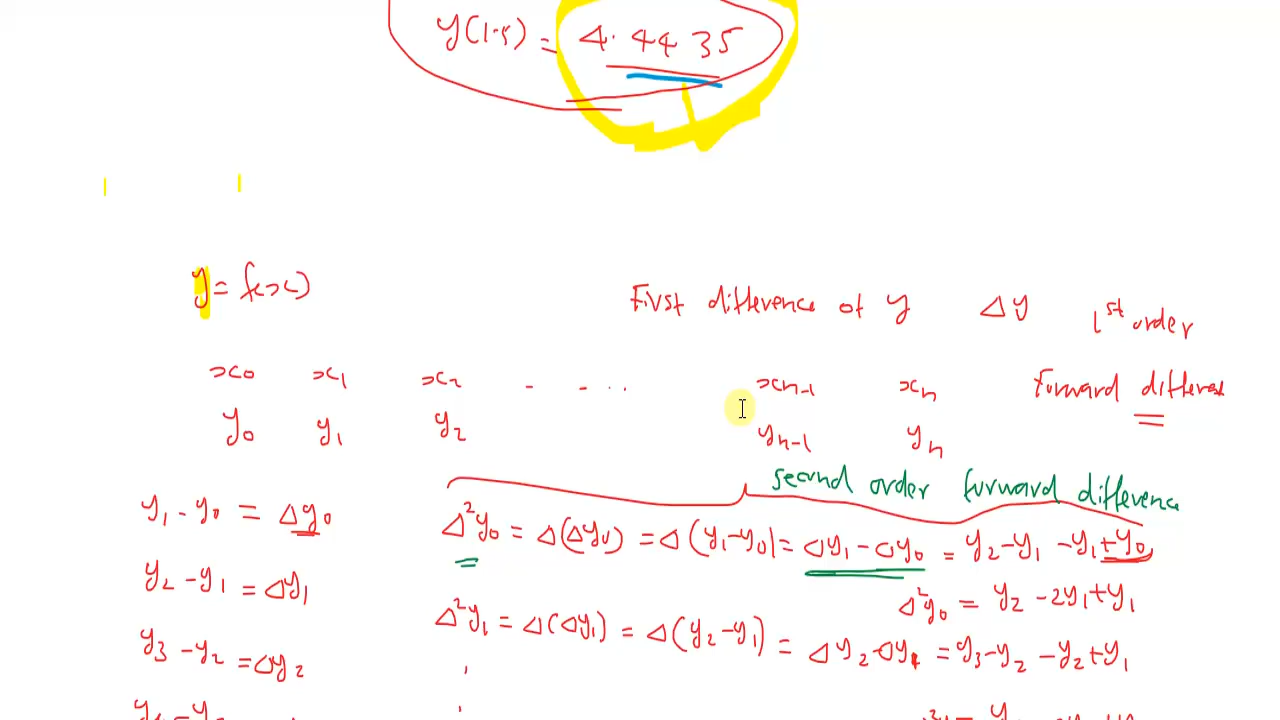 y(1.5) = 4.4435
y = f(x)
First difference of y Δy 1st order
x0 x1 x2 - - .. xn-1 xn Forward differen
y0 y1 y2 yn-1 yn
second order forward difference
y1 - y0 = Δy0
Δ²y0 = Δ(Δy0) = Δ(y1-y0) = Δy1 - Δy0 = y2-y1 -y1+y0
y2 - y1 = Δy1
Δ²y0 = y2 -2y1+y1
Δ²y1 = Δ(Δy1) = Δ(y2-y1) = Δy2 - Δy1 = y3-y2 -y2+y1
y3 - y2 = Δy2